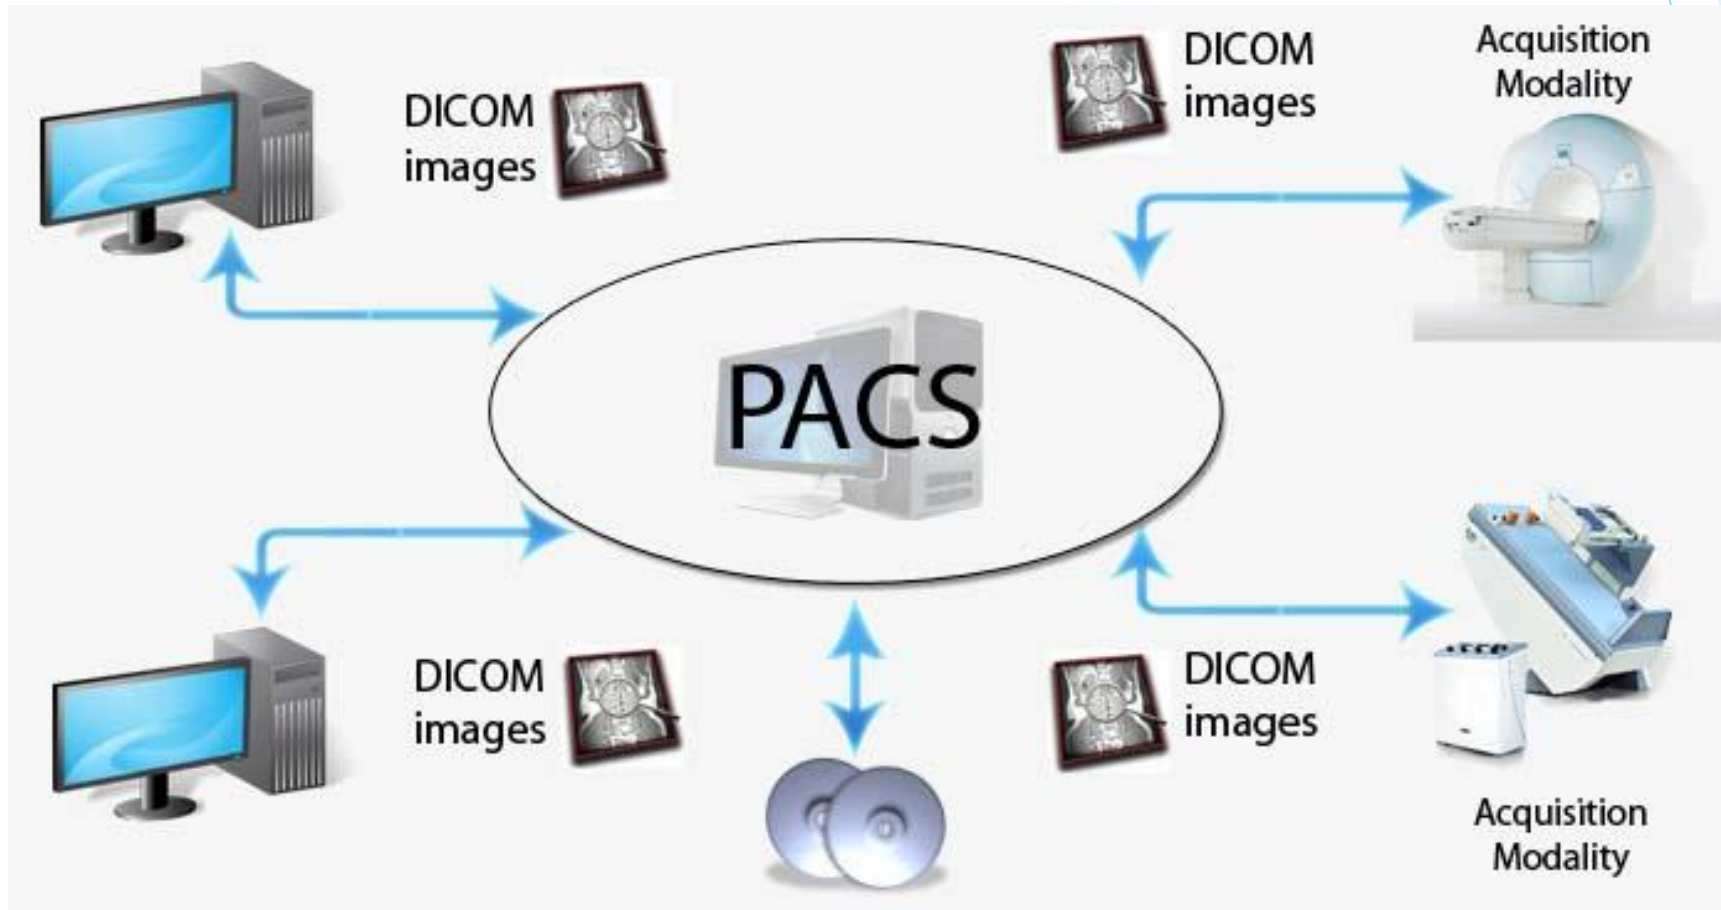 DICOM
images
DICOM
images
Acquisition
Modality
PACS
DICOM
images
DICOM
images
Acquisition
Modality